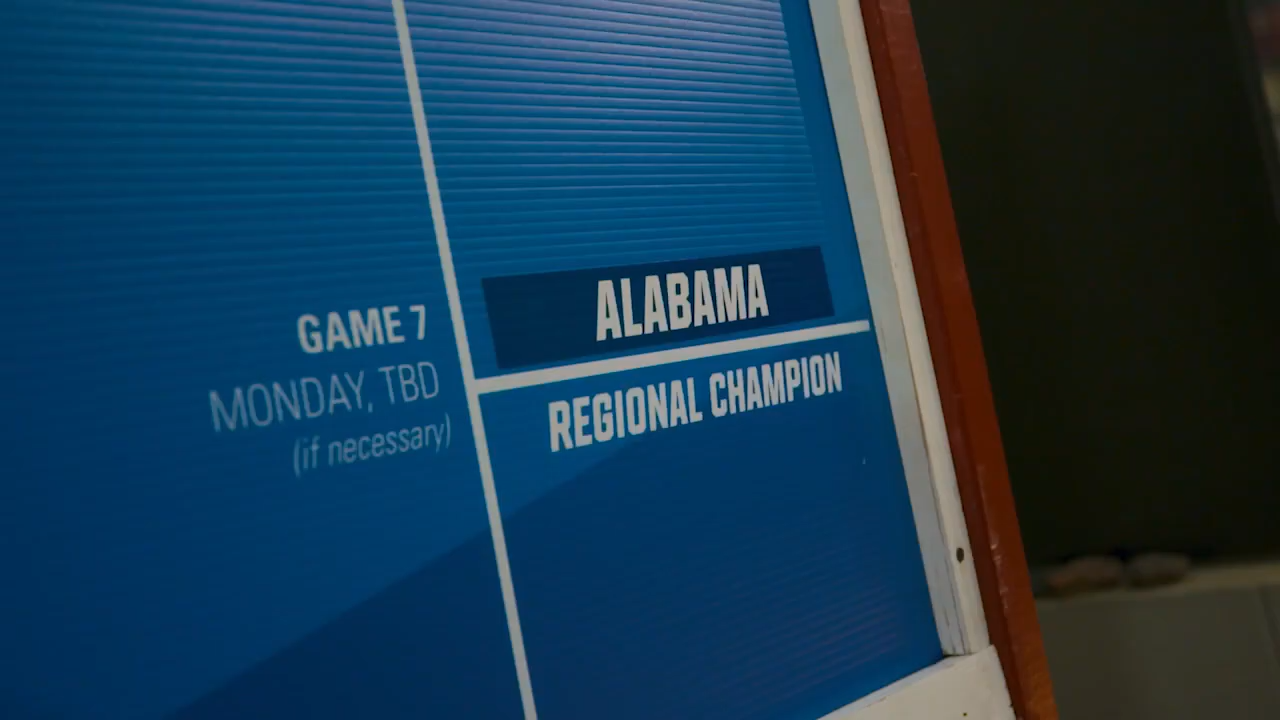 ALABAMA
GAME 7
MONDAY, TBD
(if necessary)
REGIONAL CHAMPION